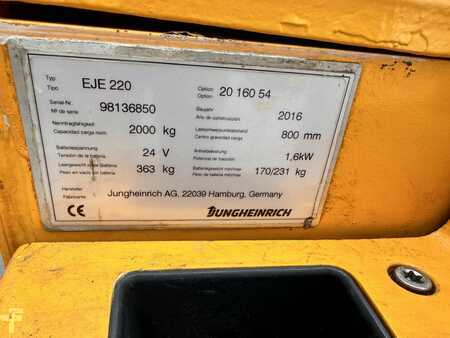 Typ
Tipo
EJE 220
Option
Option
20 160 54
Serial-Nr.
Nº de serie
98136850
Baujahr
Año de construcción
2016
Nenntragfähigkeit
Capacidad carga nom.
2000 kg
Lastschwerpunktabstand
Centro gravedad carga
800 mm
Batteriespannung
Tensión de la batería
24 V
Antriebsleistung
Potencia de tracción
1,6kW
Leergewicht ohne Batterie
Peso en vacío sin batería
363 kg
Batteriegewicht min/max
Peso de batería min/max
170/231 kg
Hersteller
Fabricante
Jungheinrich AG, 22039 Hamburg, Germany
CE
JUNGHEINRICH